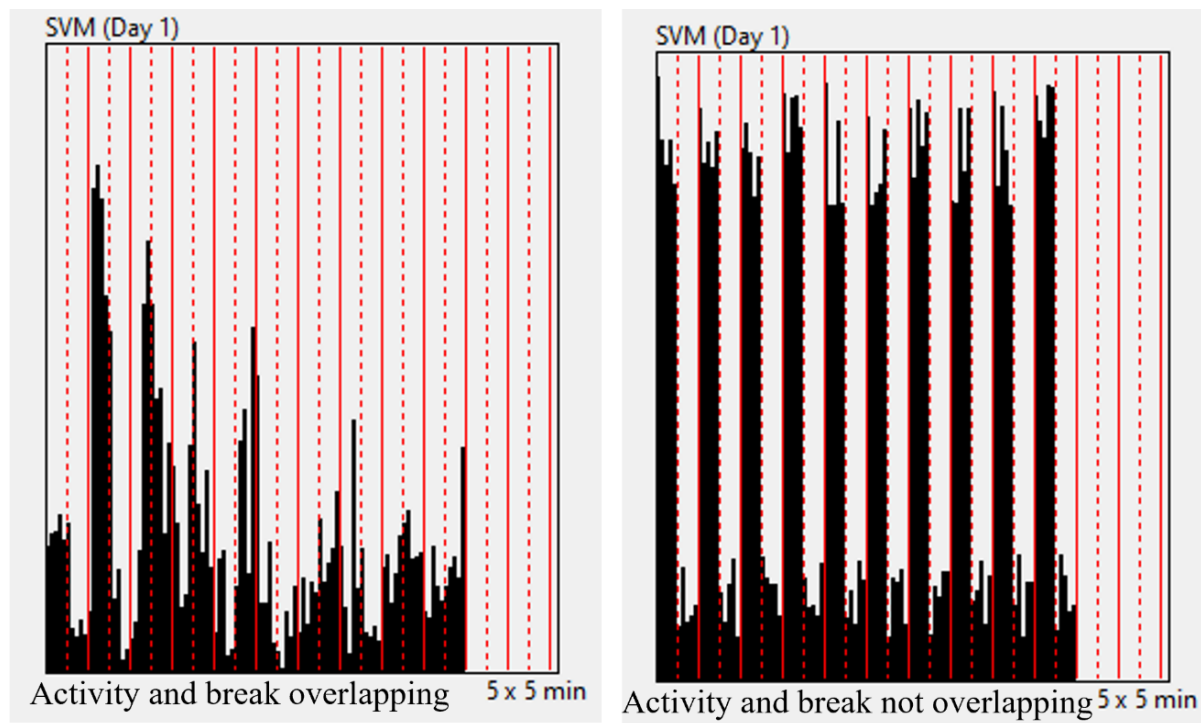 SVM (Day 1)
Activity and break overlapping
5 x 5 min
SVM (Day 1)
Activity and break not overlapping
5 x 5 min